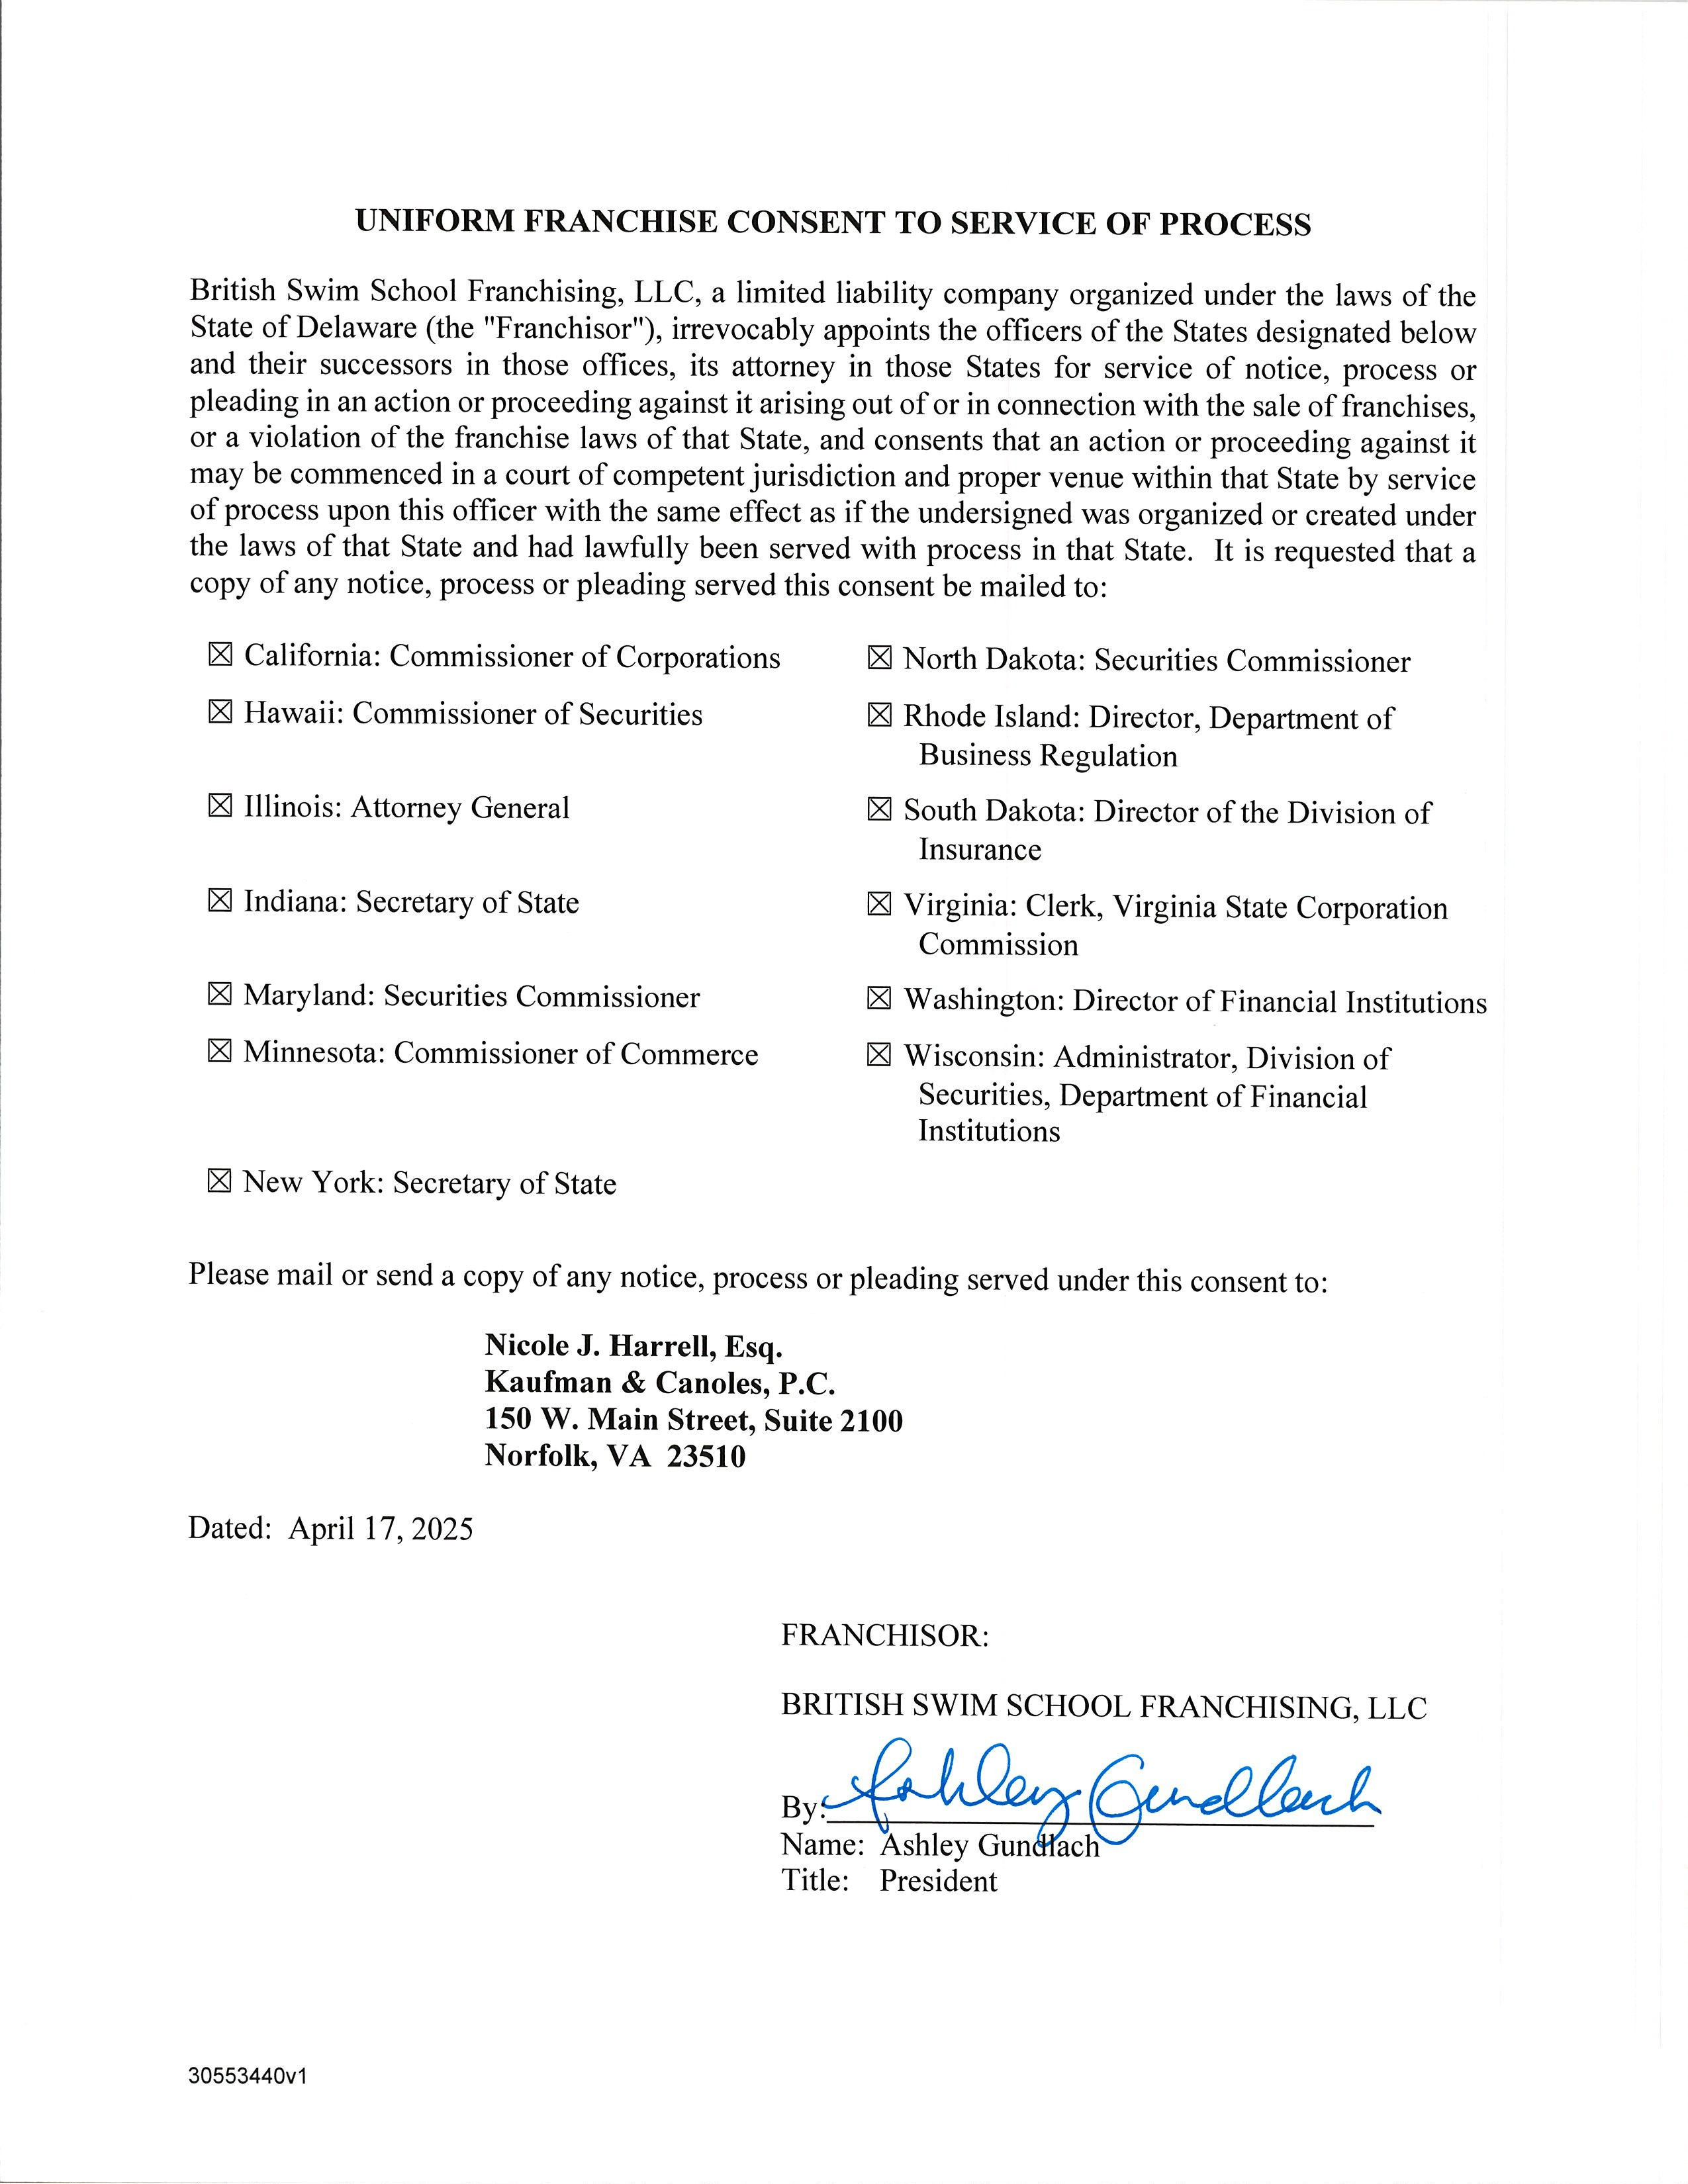 UNIFORM FRANCHISE CONSENT TO SERVICE OF PROCESS
British Swim School Franchising, LLC, a limited liability company organized under the laws of the
State of Delaware (the "Franchisor"), irrevocably appoints the officers of the States designated below
and their successors in those offices, its attorney in those States for service of notice, process or
pleading in an action or proceeding against it arising out of or in connection with the sale of franchises,
or a violation of the franchise laws of that State, and consents that an action or proceeding against it
may be commenced in a court of competent jurisdiction and proper venue within that State by service
of process upon this officer with the same effect as if the undersigned was organized or created under
the laws of that State and had lawfully been served with process in that State. It is requested that a
copy of any notice, process or pleading served this consent be mailed to:
☒ California: Commissioner of Corporations
☒ Hawaii: Commissioner of Securities
☒ Illinois: Attorney General
☒ Indiana: Secretary of State
☒ Maryland: Securities Commissioner
☒ Minnesota: Commissioner of Commerce
☒ New York: Secretary of State
☒ North Dakota: Securities Commissioner
☒ Rhode Island: Director, Department of
Business Regulation
☒ South Dakota: Director of the Division of
Insurance
☒ Virginia: Clerk, Virginia State Corporation
Commission
☒ Washington: Director of Financial Institutions
☒ Wisconsin: Administrator, Division of
Securities, Department of Financial
Institutions
Please mail or send a copy of any notice, process or pleading served under this consent to:
Nicole J. Harrell, Esq.
Kaufman & Canoles, P.C.
150 W. Main Street, Suite 2100
Norfolk, VA 23510
Dated: April 17, 2025
FRANCHISOR:
BRITISH SWIM SCHOOL FRANCHISING, LLC
By: Ashley Gundlach
Name: Ashley Gundlach
Title: President
30553440v1